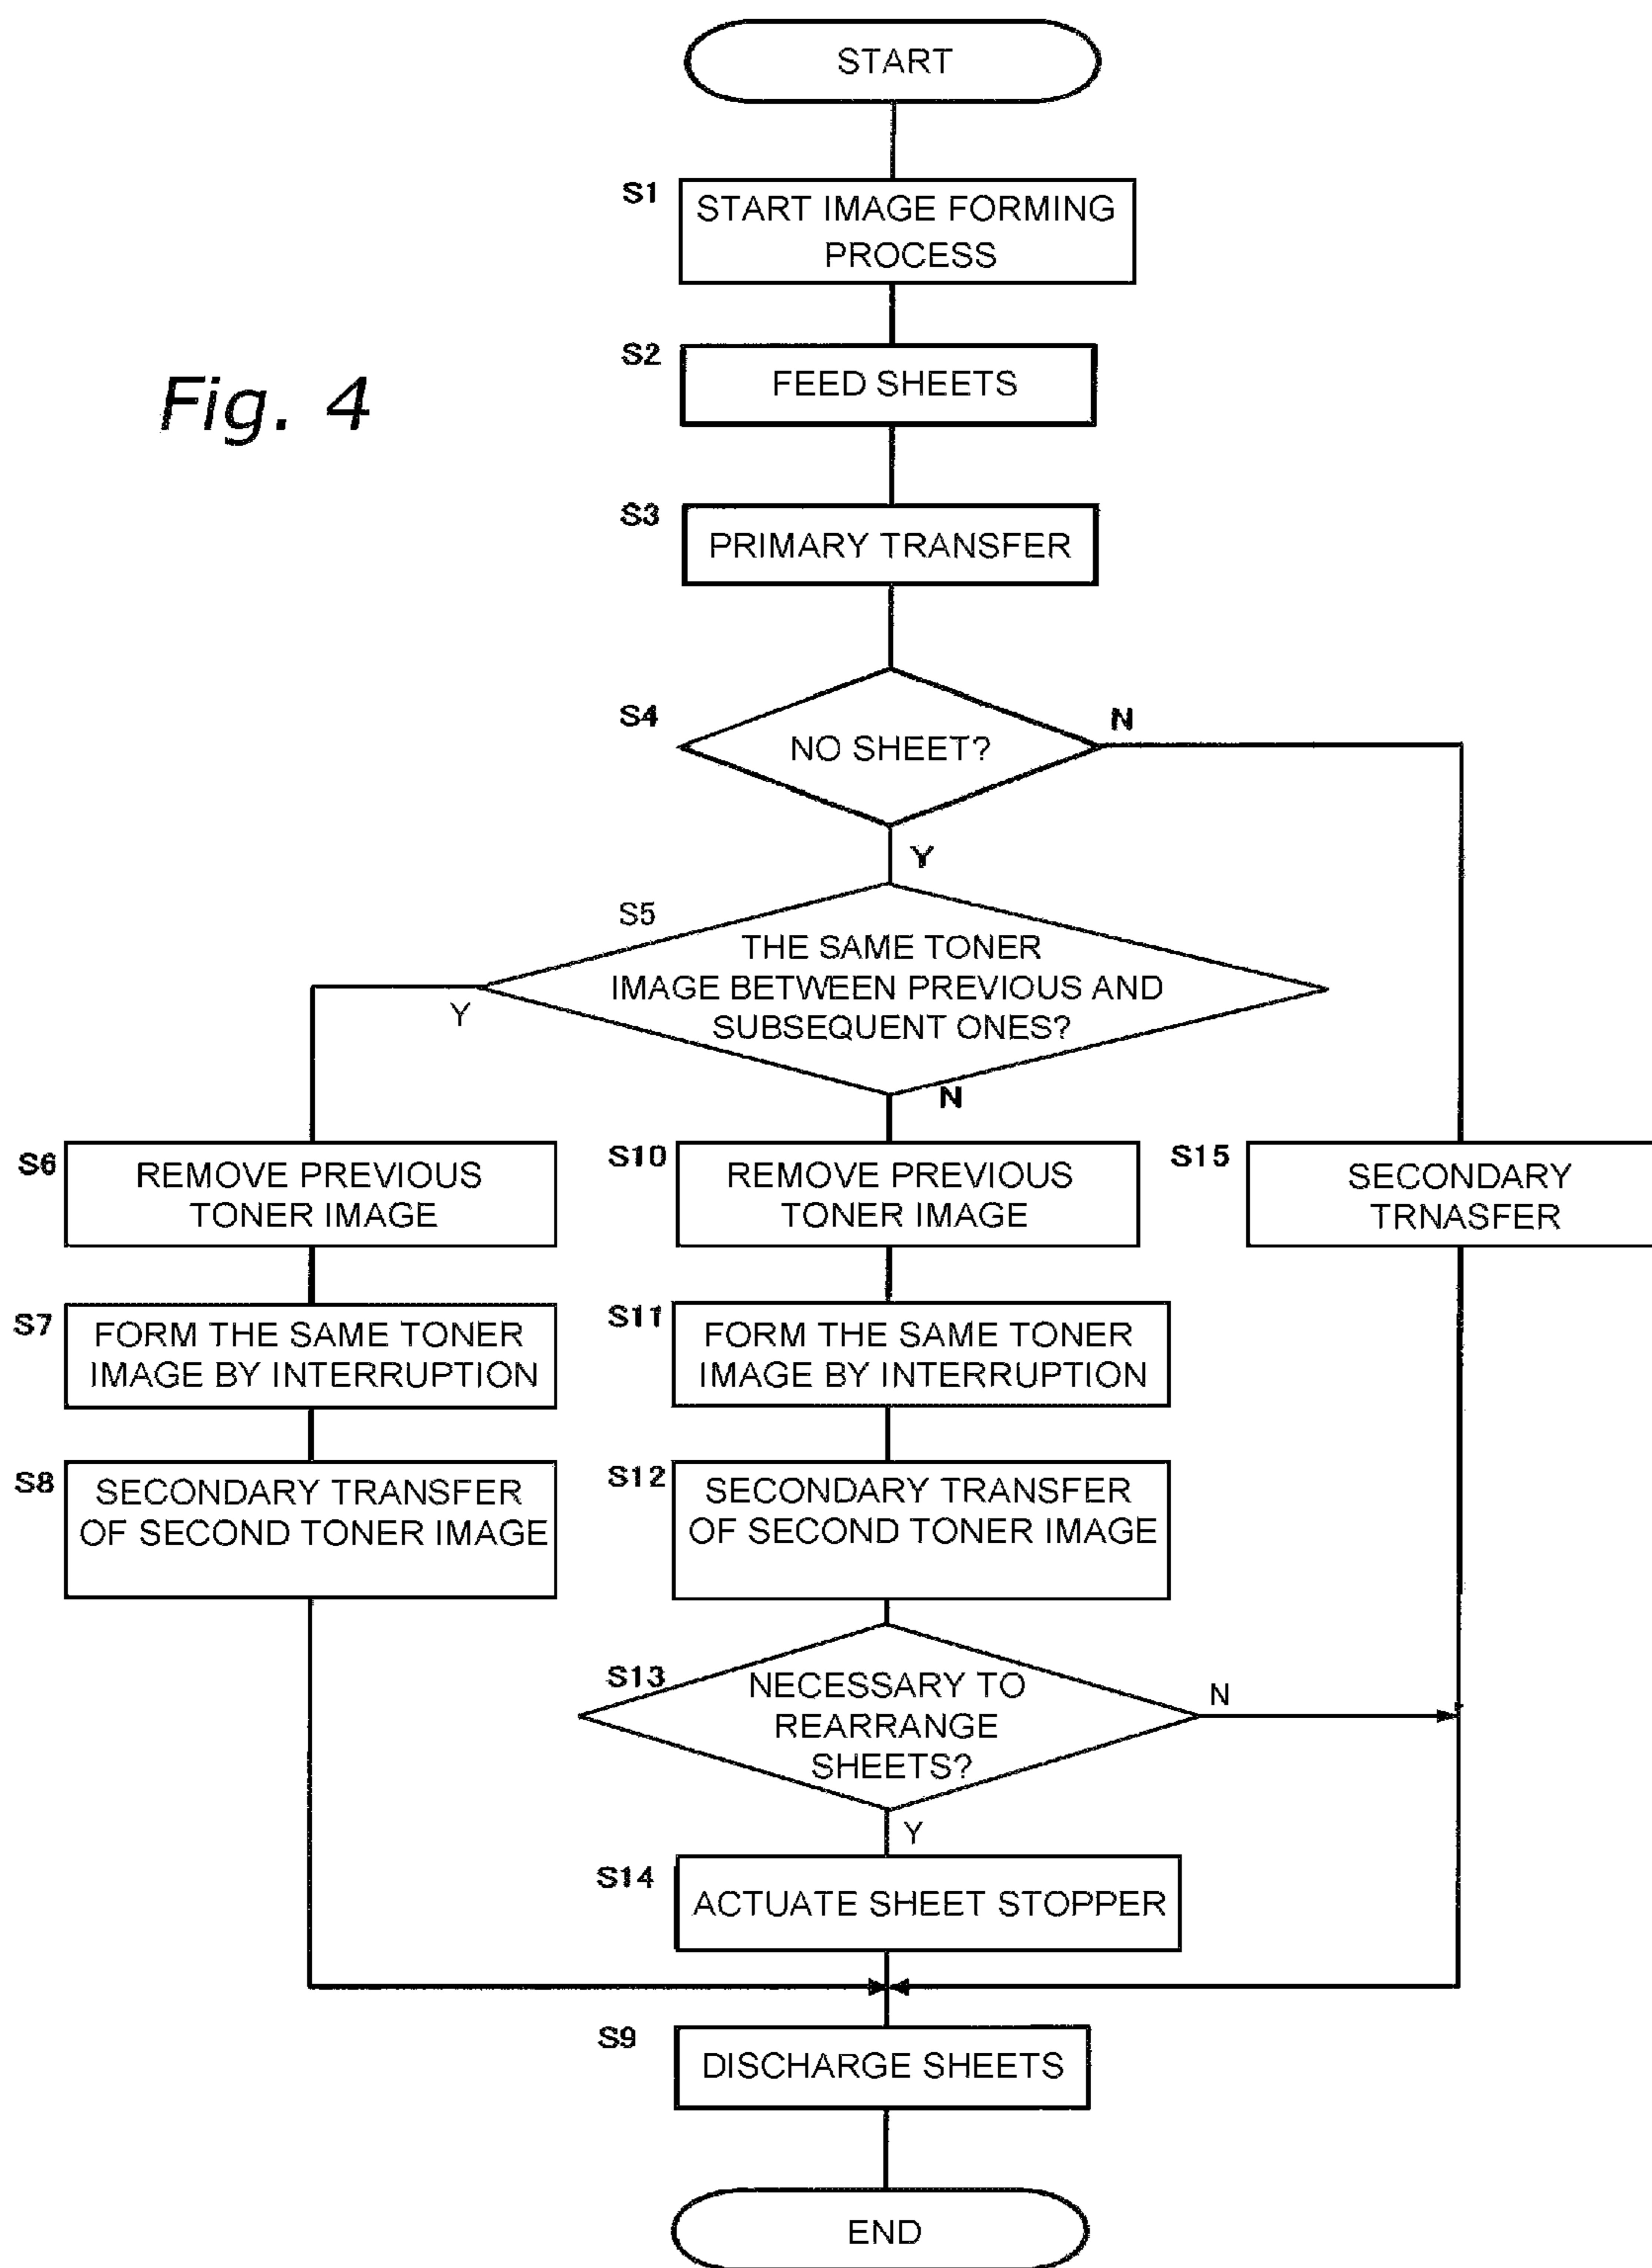 START
S1
START IMAGE FORMING
PROCESS
S2
FEED SHEETS
Fig. 4
S3
PRIMARY TRANSFER
S4
NO SHEET?
N
Y
S5
THE SAME TONER
IMAGE BETWEEN PREVIOUS AND
SUBSEQUENT ONES?
Y
N
S6
REMOVE PREVIOUS
TONER IMAGE
S10
REMOVE PREVIOUS
TONER IMAGE
S15
SECONDARY
TRNASFER
S7
FORM THE SAME TONER
IMAGE BY INTERRUPTION
S11
FORM THE SAME TONER
IMAGE BY INTERRUPTION
S8
SECONDARY TRANSFER
OF SECOND TONER IMAGE
S12
SECONDARY TRANSFER
OF SECOND TONER IMAGE
S13
NECESSARY TO
REARRANGE
SHEETS?
N
Y
S14
ACTUATE SHEET STOPPER
S9
DISCHARGE SHEETS
END